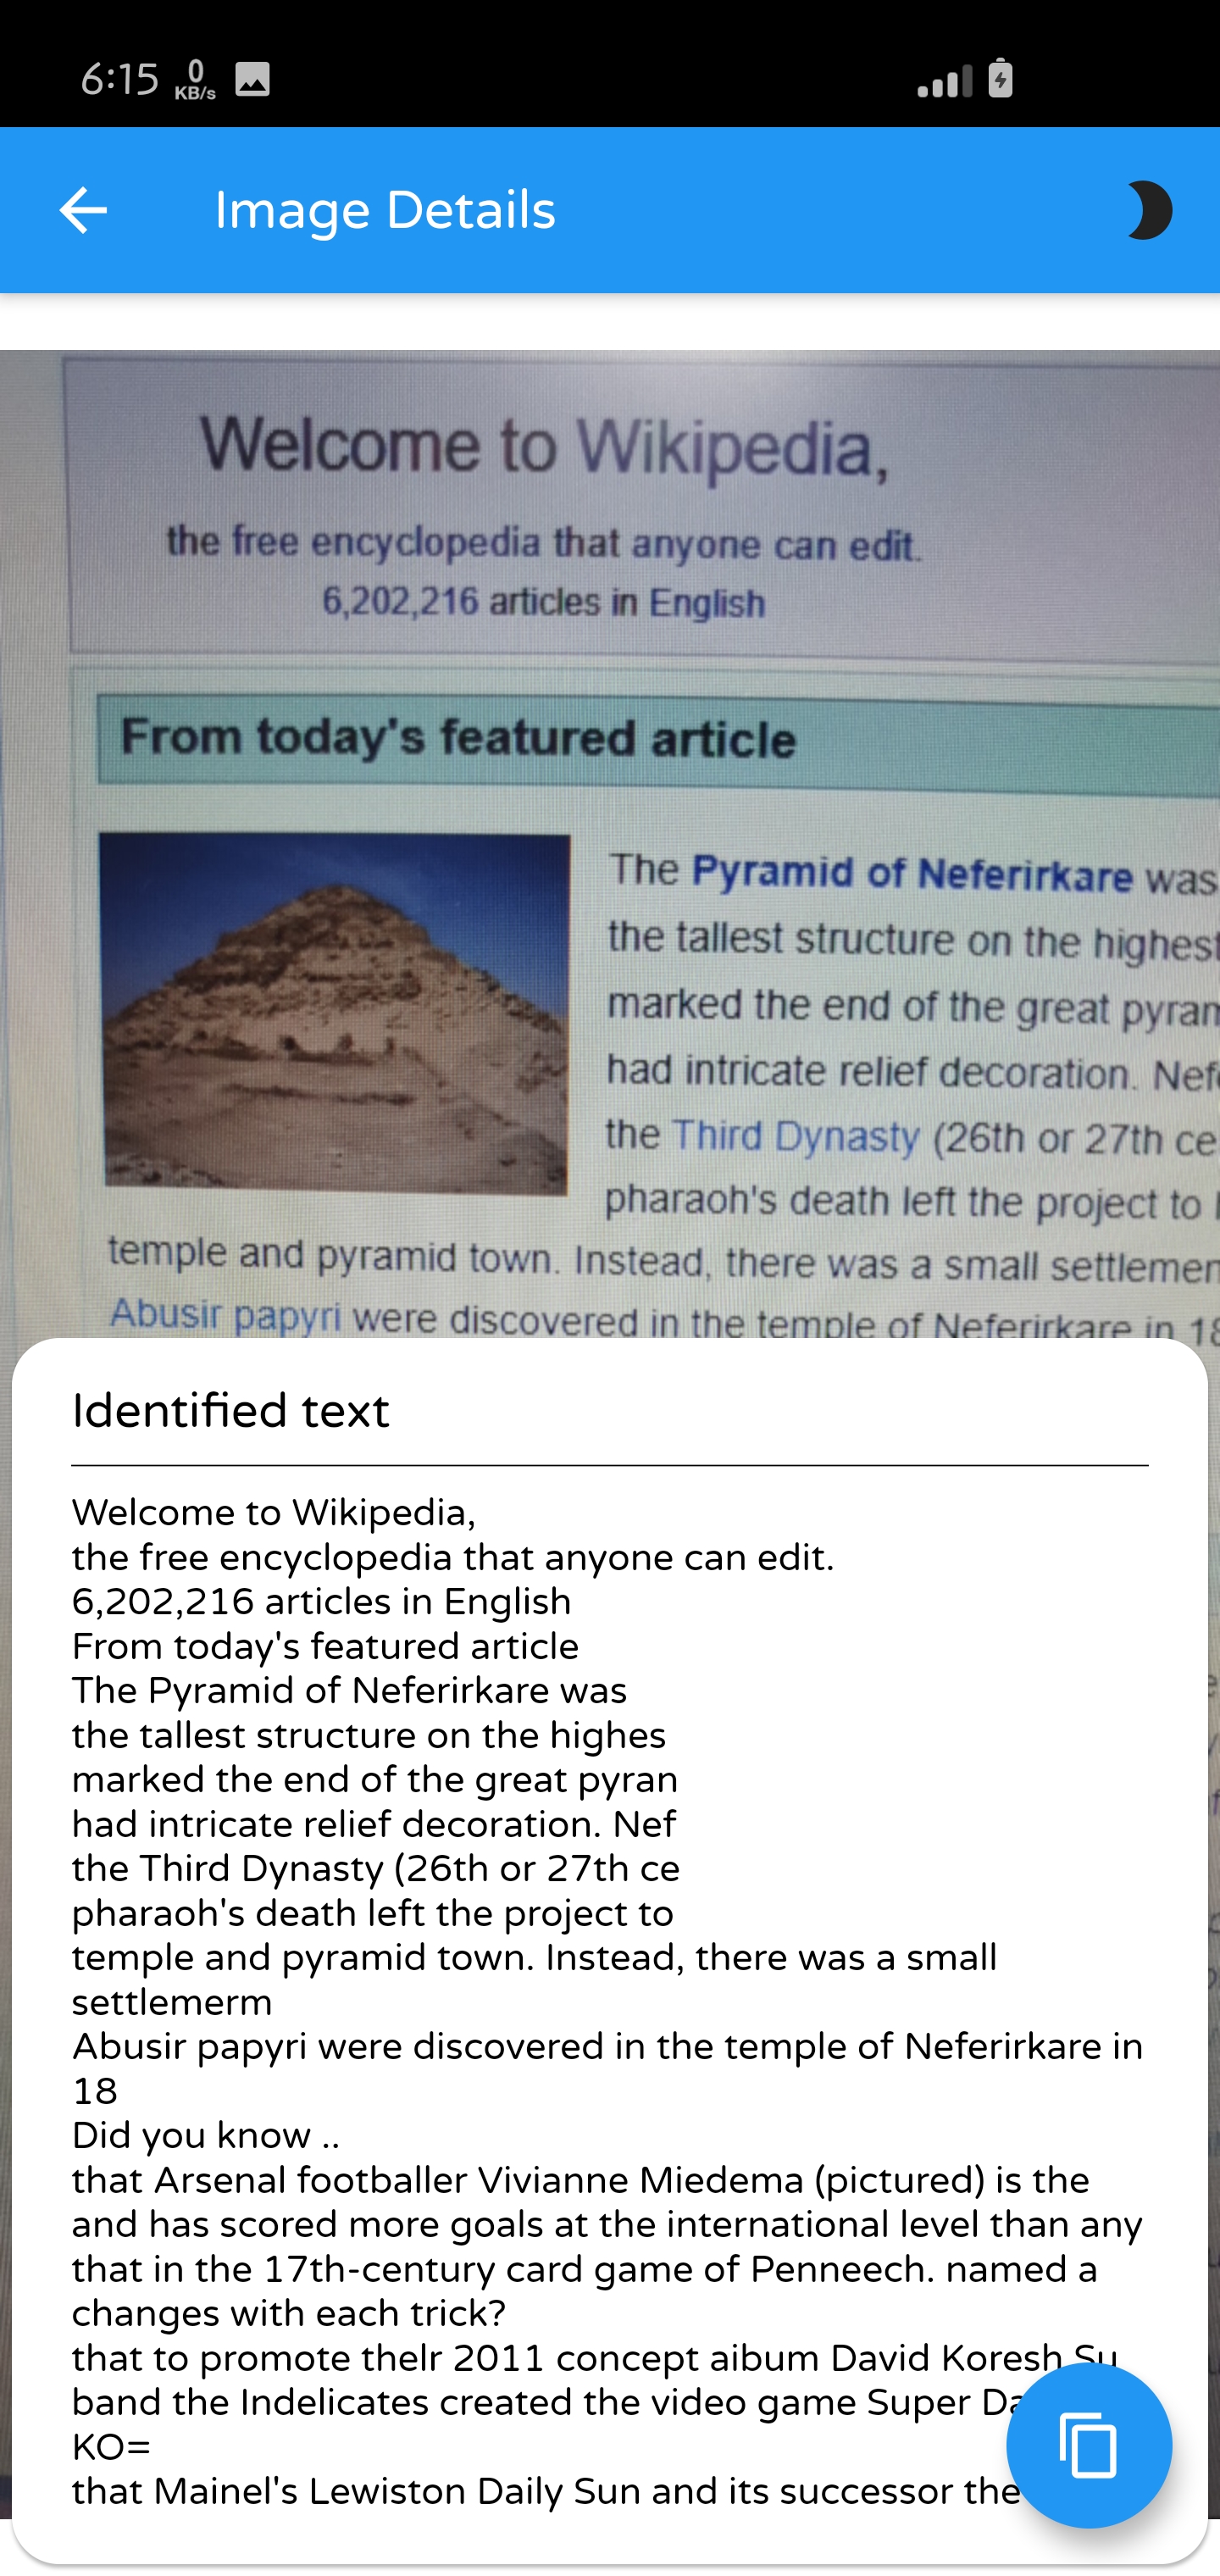 6:15
0
KB/s
Image Details
Welcome to Wikipedia,
the free encyclopedia that anyone can edit.
6,202,216 articles in English
From today's featured article
The Pyramid of Neferirkare was
the tallest structure on the highest
marked the end of the great pyram
had intricate relief decoration. Nef
the Third Dynasty (26th or 27th ce
pharaoh's death left the project to
temple and pyramid town. Instead, there was a small settlemen
Abusir papyri were discovered in the temple of Neferirkare in 18
Identified text
Welcome to Wikipedia,
the free encyclopedia that anyone can edit.
6,202,216 articles in English
From today's featured article
The Pyramid of Neferirkare was
the tallest structure on the highes
marked the end of the great pyran
had intricate relief decoration. Nef
the Third Dynasty (26th or 27th ce
pharaoh's death left the project to
temple and pyramid town. Instead, there was a small
settlemerm
Abusir papyri were discovered in the temple of Neferirkare in
18
Did you know ..
that Arsenal footballer Vivianne Miedema (pictured) is the
and has scored more goals at the international level than any
that in the 17th-century card game of Penneech. named a
changes with each trick?
that to promote thelr 2011 concept aibum David Koresh Su
band the Indelicates created the video game Super Da
KO=
that Mainel's Lewiston Daily Sun and its successor the